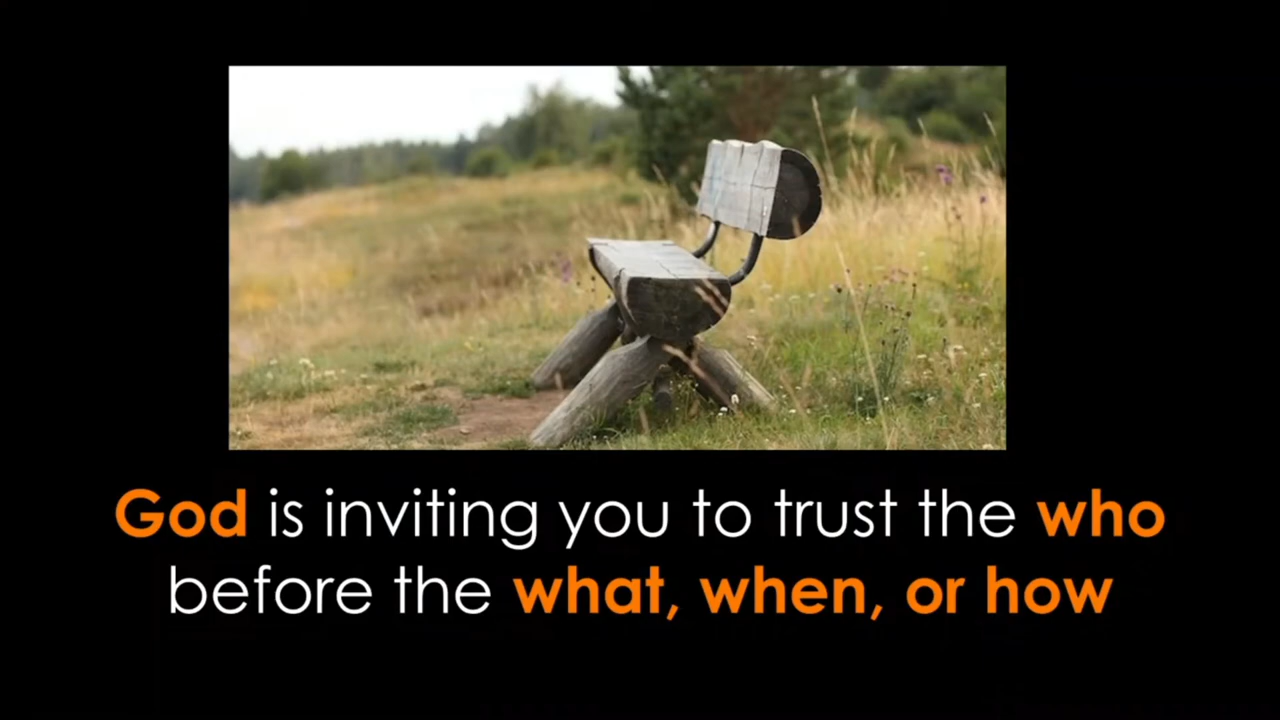 God is inviting you to trust the who
before the what, when, or how